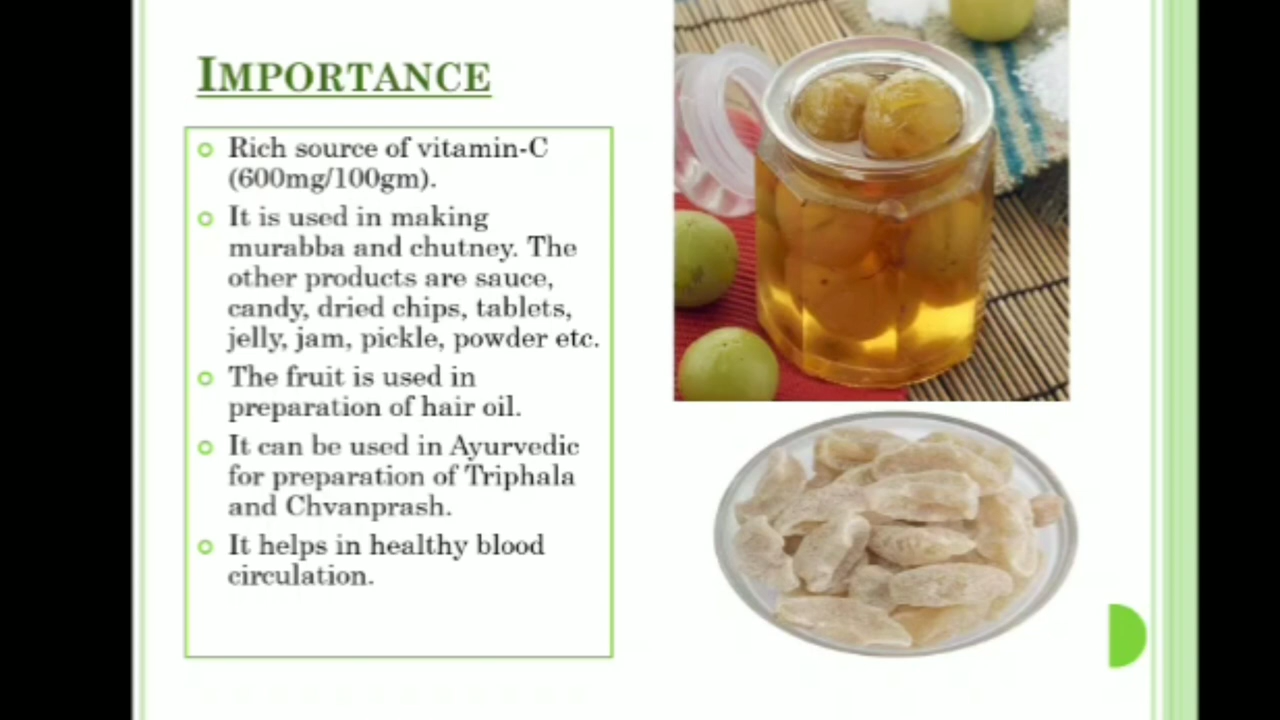 IMPORTANCE
Rich source of vitamin-C
(600mg/100gm).
It is used in making
murabba and chutney. The
other products are sauce,
candy, dried chips, tablets,
jelly, jam, pickle, powder etc.
The fruit is used in
preparation of hair oil.
It can be used in Ayurvedic
for preparation of Triphala
and Chvanprash.
It helps in healthy blood
circulation.